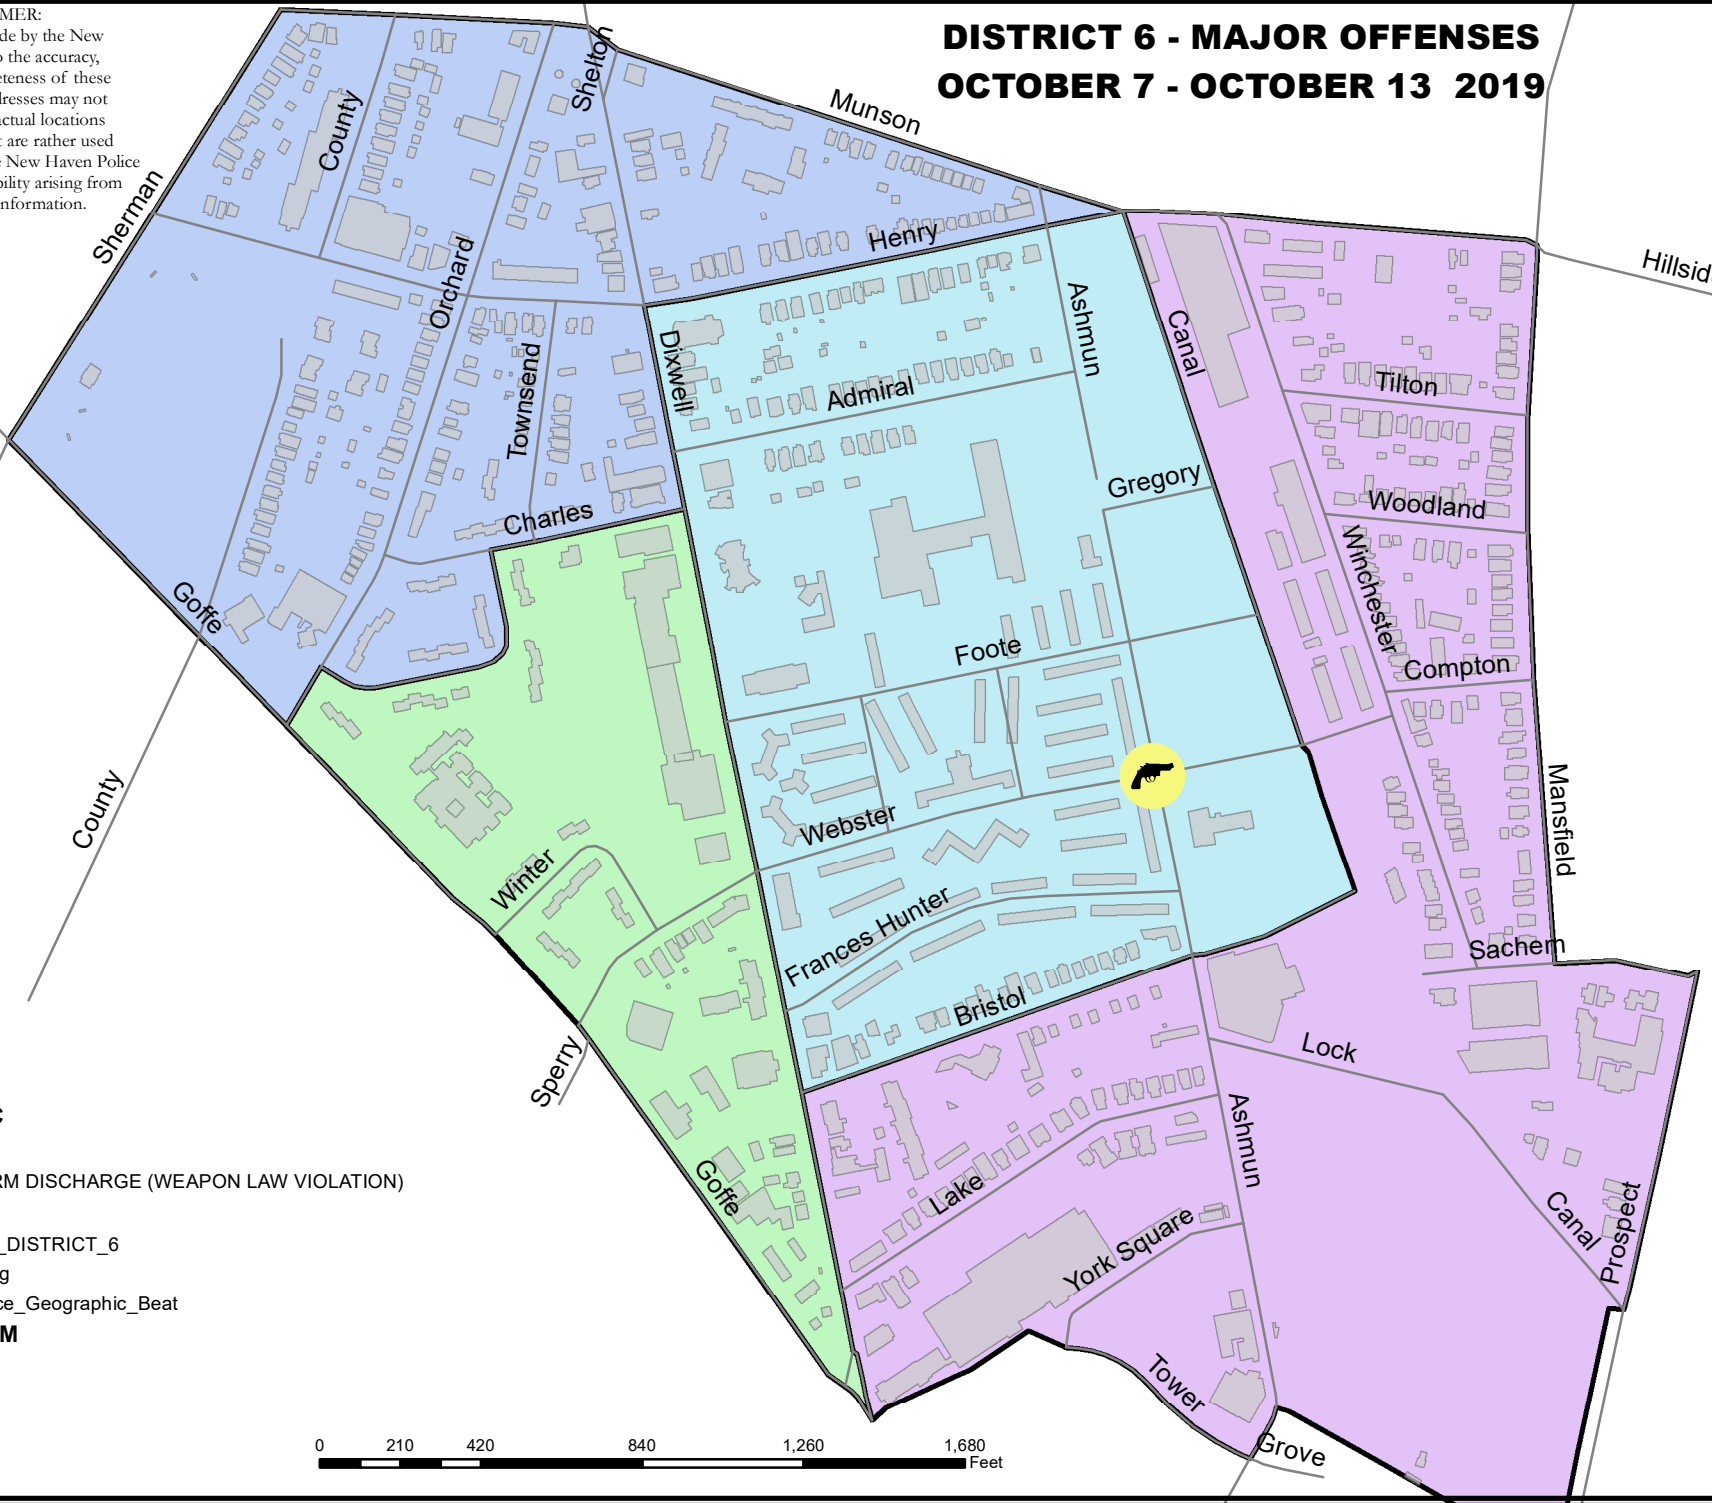 DISTRICT 6 - MAJOR OFFENSES
OCTOBER 7 - OCTOBER 13 2019
MER:
de by the New
o the accuracy,
eteness of these
dresses may not
actual locations
t are rather used
e New Haven Police
bility arising from
nformation.
Shelton
Munson
County
Sherman
Henry
Hillsid
Orchard
Ashmun
Canal
Dixwell
Townsend
Admiral
Tilton
Gregory
Woodland
Charles
Winchester
Goffe
Foote
Compton
County
Mansfield
Webster
Winter
Frances Hunter
Sachem
Bristol
Lock
Sperry
Ashmun
Goffe
Lake
Canal
Prospect
York Square
Tower
Grove
C
RM DISCHARGE (WEAPON LAW VIOLATION)
_DISTRICT_6
g
ce_Geographic_Beat
M
0 210 420 840 1,260 1,680
Feet